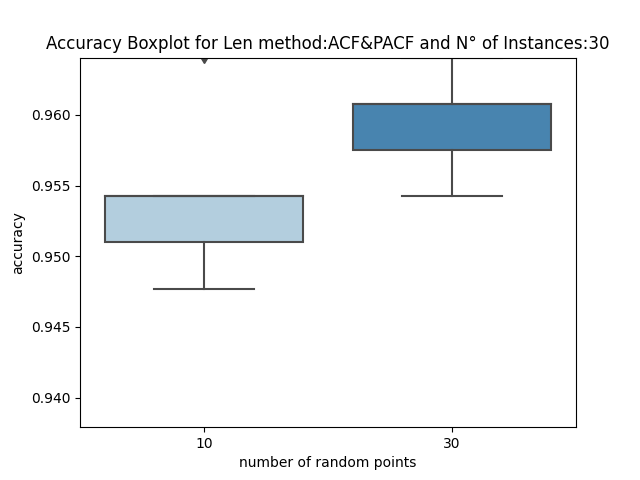 Accuracy Boxplot for Len method:ACF&PACF and N° of Instances:30
0.960
0.955
0.950
0.945
0.940
accuracy
10 30
number of random points